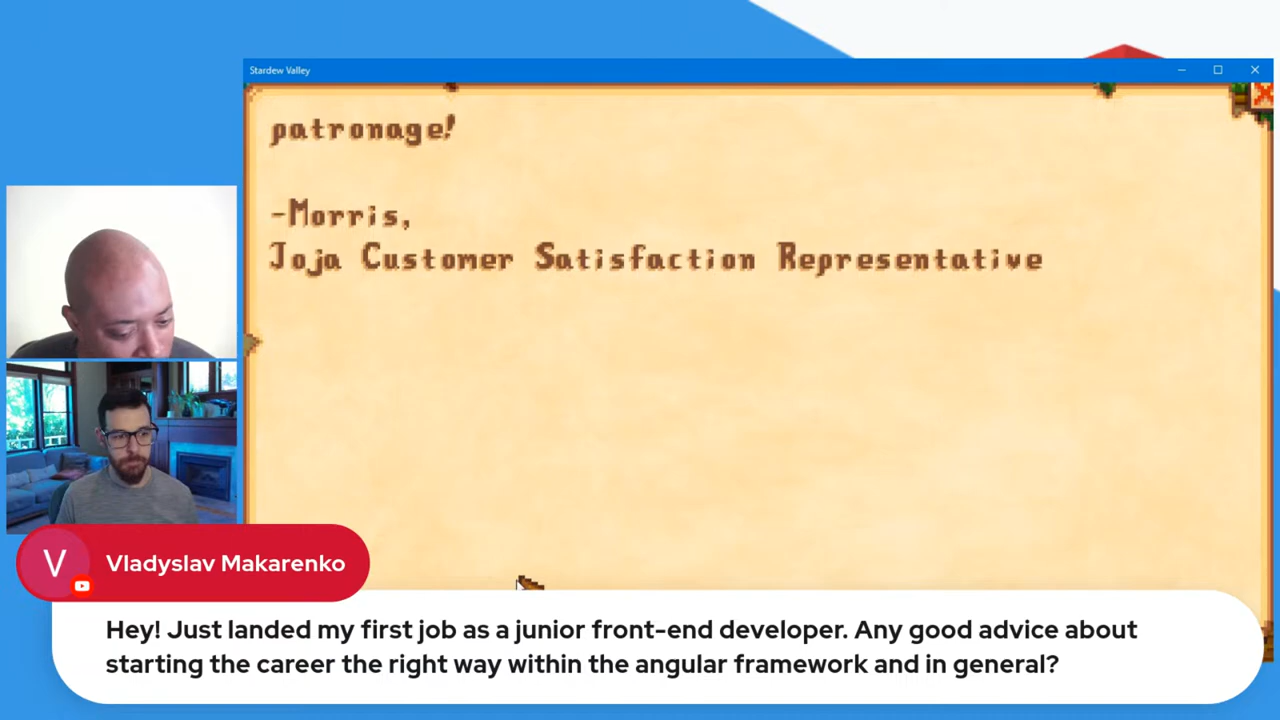 Stardew Valley
patronage!
-Morris,
Joja Customer Satisfaction Representative
V
Vladyslav Makarenko
Hey! Just landed my first job as a junior front-end developer. Any good advice about
starting the career the right way within the angular framework and in general?